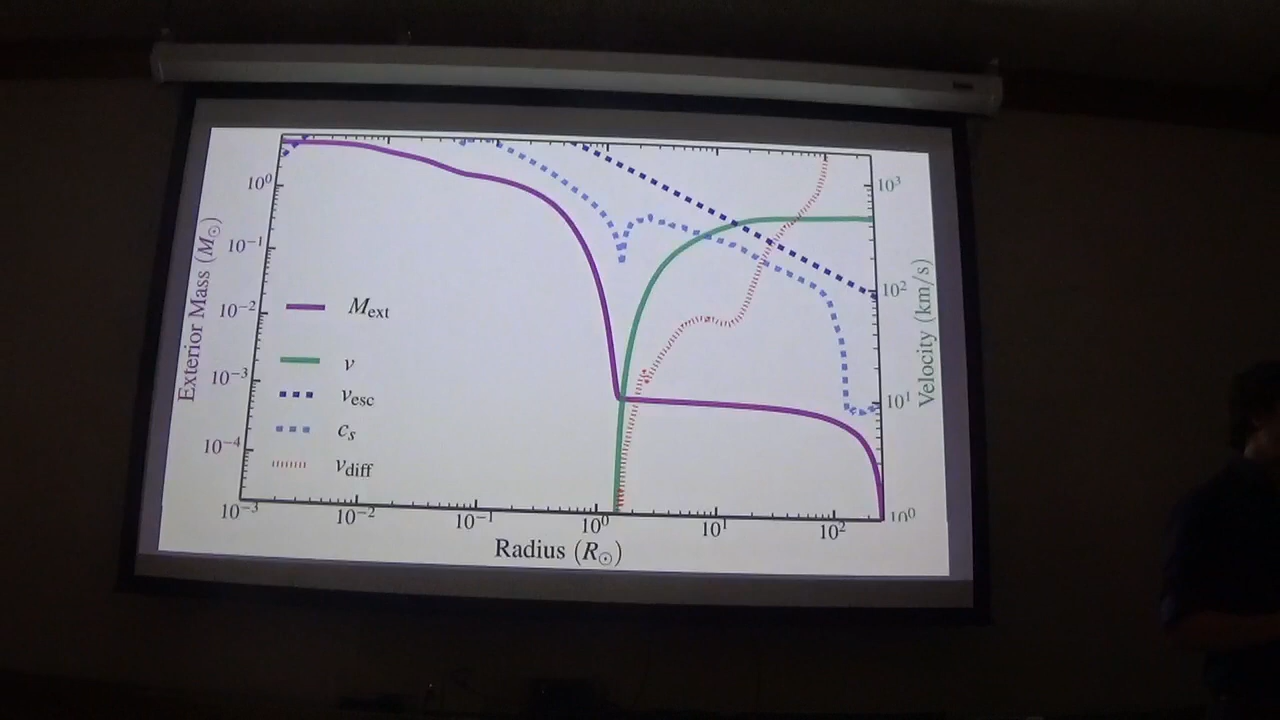 10⁰
10⁻¹
10⁻²
10⁻³
10⁻⁴
Exterior Mass (M☉)
M_ext
v
v_esc
c_s
v_diff
10³
10²
10¹
10⁰
Velocity (km/s)
10⁻³ 10⁻² 10⁻¹ 10⁰ 10¹ 10²
Radius (R☉)